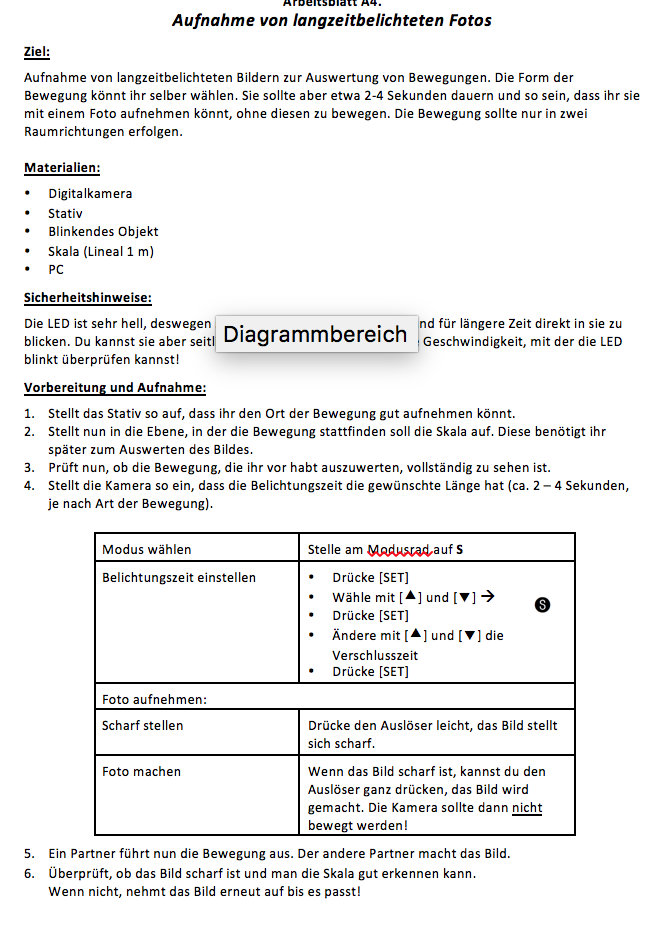 Arbeitsblatt A4.
Aufnahme von langzeitbelichteten Fotos
Ziel:
Aufnahme von langzeitbelichteten Bildern zur Auswertung von Bewegungen. Die Form der
Bewegung könnt ihr selber wählen. Sie sollte aber etwa 2-4 Sekunden dauern und so sein, dass ihr sie
mit einem Foto aufnehmen könnt, ohne diesen zu bewegen. Die Bewegung sollte nur in zwei
Raumrichtungen erfolgen.
Materialien:
• Digitalkamera
• Stativ
• Blinkendes Objekt
• Skala (Lineal 1 m)
• PC
Sicherheitshinweise:
Die LED ist sehr hell, deswegen nd für längere Zeit direkt in sie zu
Diagrammbereich
blicken. Du kannst sie aber seitl Geschwindigkeit, mit der die LED
blinkt überprüfen kannst!
Vorbereitung und Aufnahme:
1. Stellt das Stativ so auf, dass ihr den Ort der Bewegung gut aufnehmen könnt.
2. Stellt nun in die Ebene, in der die Bewegung stattfinden soll die Skala auf. Diese benötigt ihr
später zum Auswerten des Bildes.
3. Prüft nun, ob die Bewegung, die ihr vor habt auszuwerten, vollständig zu sehen ist.
4. Stellt die Kamera so ein, dass die Belichtungszeit die gewünschte Länge hat (ca. 2 – 4 Sekunden,
je nach Art der Bewegung).
Modus wählen
Stelle am Modusrad auf S
Belichtungszeit einstellen
• Drücke [SET]
• Wähle mit [▲] und [▼] → S
• Drücke [SET]
• Ändere mit [▲] und [▼] die
Verschlusszeit
• Drücke [SET]
Foto aufnehmen:
Scharf stellen
Drücke den Auslöser leicht, das Bild stellt
sich scharf.
Foto machen
Wenn das Bild scharf ist, kannst du den
Auslöser ganz drücken, das Bild wird
gemacht. Die Kamera sollte dann nicht
bewegt werden!
5. Ein Partner führt nun die Bewegung aus. Der andere Partner macht das Bild.
6. Überprüft, ob das Bild scharf ist und man die Skala gut erkennen kann.
Wenn nicht, nehmt das Bild erneut auf bis es passt!